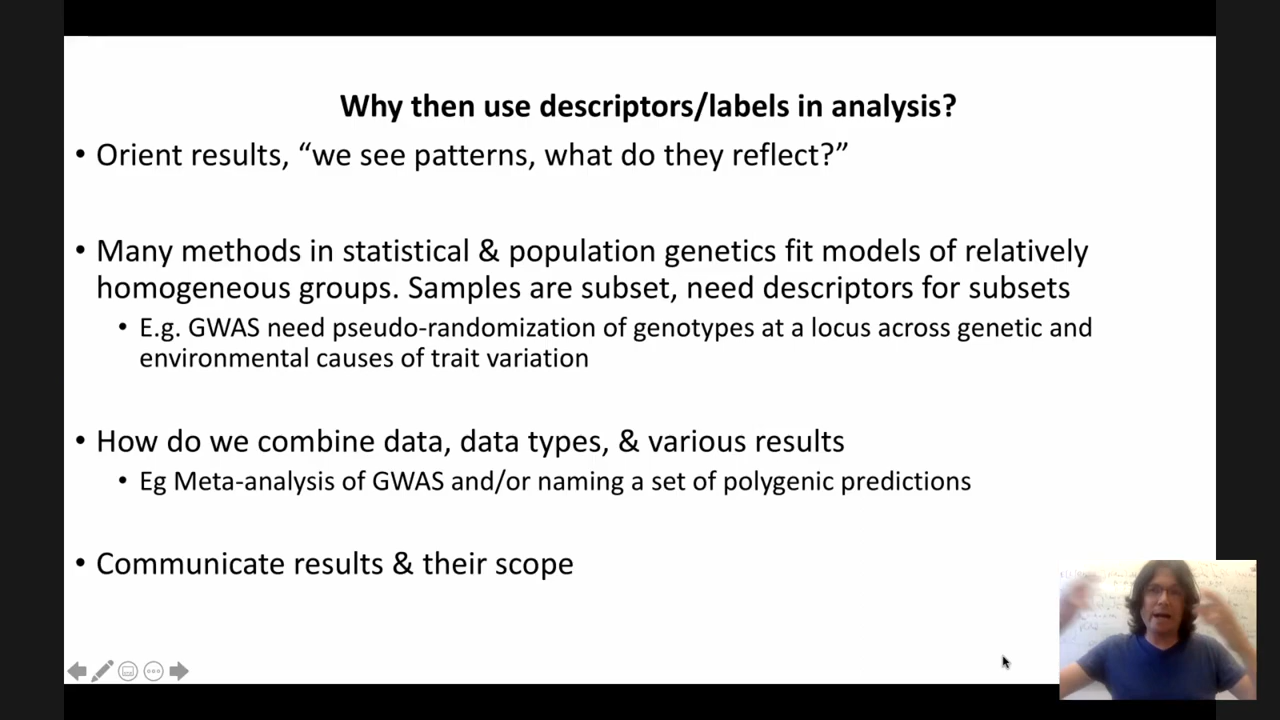 Why then use descriptors/labels in analysis?
• Orient results, “we see patterns, what do they reflect?”
• Many methods in statistical & population genetics fit models of relatively
homogeneous groups. Samples are subset, need descriptors for subsets
• E.g. GWAS need pseudo-randomization of genotypes at a locus across genetic and
environmental causes of trait variation
• How do we combine data, data types, & various results
• Eg Meta-analysis of GWAS and/or naming a set of polygenic predictions
• Communicate results & their scope